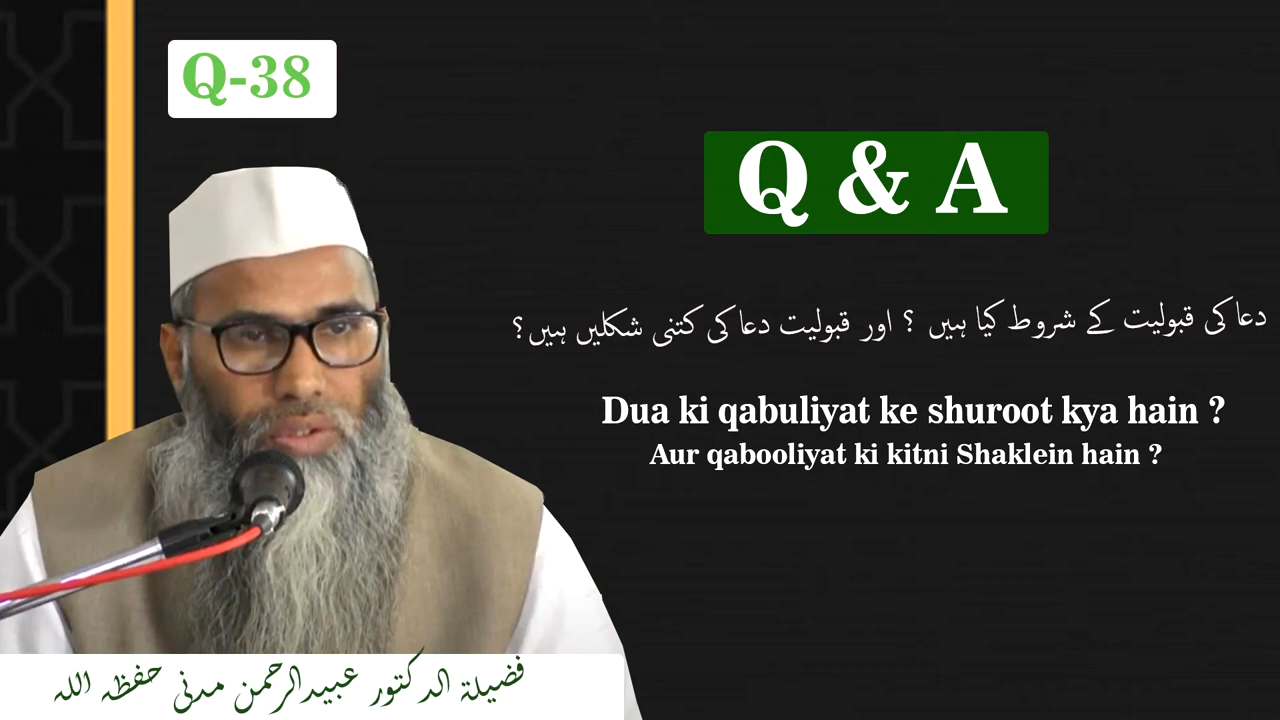 Q-38
Q & A
دعا کی قبولیت کے شروط کیا ہیں ؟ اور قبولیت دعا کی کتنی شکلیں ہیں؟
Dua ki qabuliyat ke shuroot kya hain ?
Aur qabooliyat ki kitni Shaklein hain ?
فضیلۃ الدکتور عبیدالرحمن مدنی حفظہ اللہ